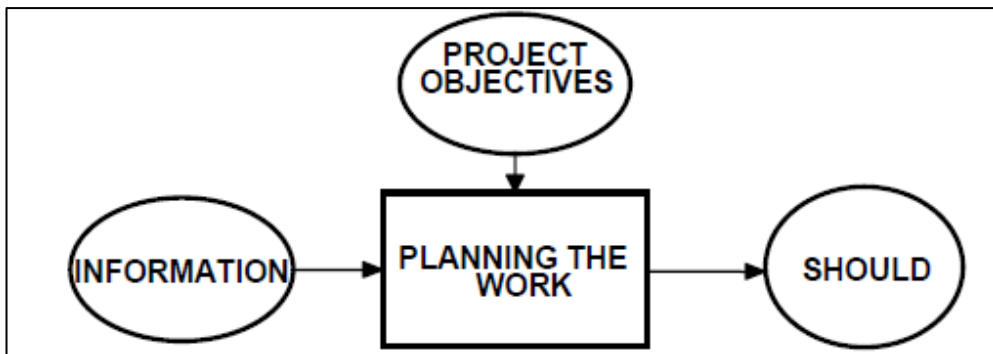 PROJECT
OBJECTIVES
INFORMATION
PLANNING THE
WORK
SHOULD